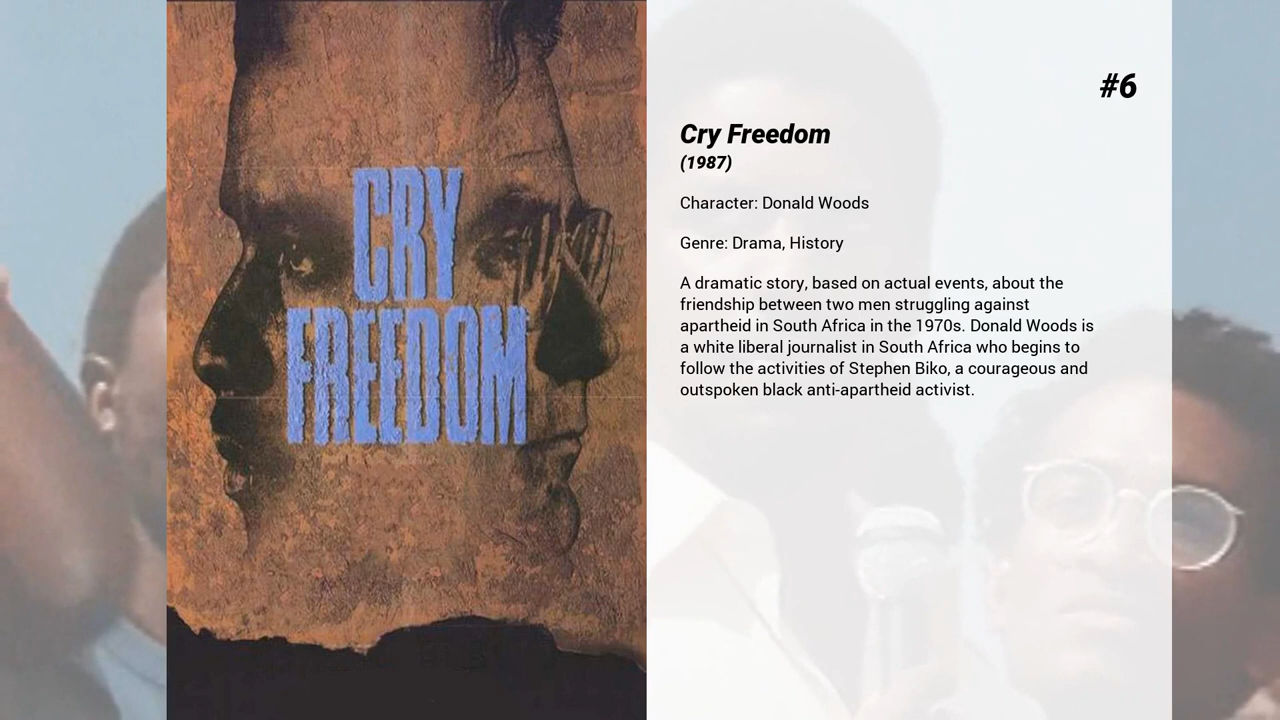 CRY
FREEDOM
#6
Cry Freedom
(1987)
Character: Donald Woods
Genre: Drama, History
A dramatic story, based on actual events, about the
friendship between two men struggling against
apartheid in South Africa in the 1970s. Donald Woods is
a white liberal journalist in South Africa who begins to
follow the activities of Stephen Biko, a courageous and
outspoken black anti-apartheid activist.